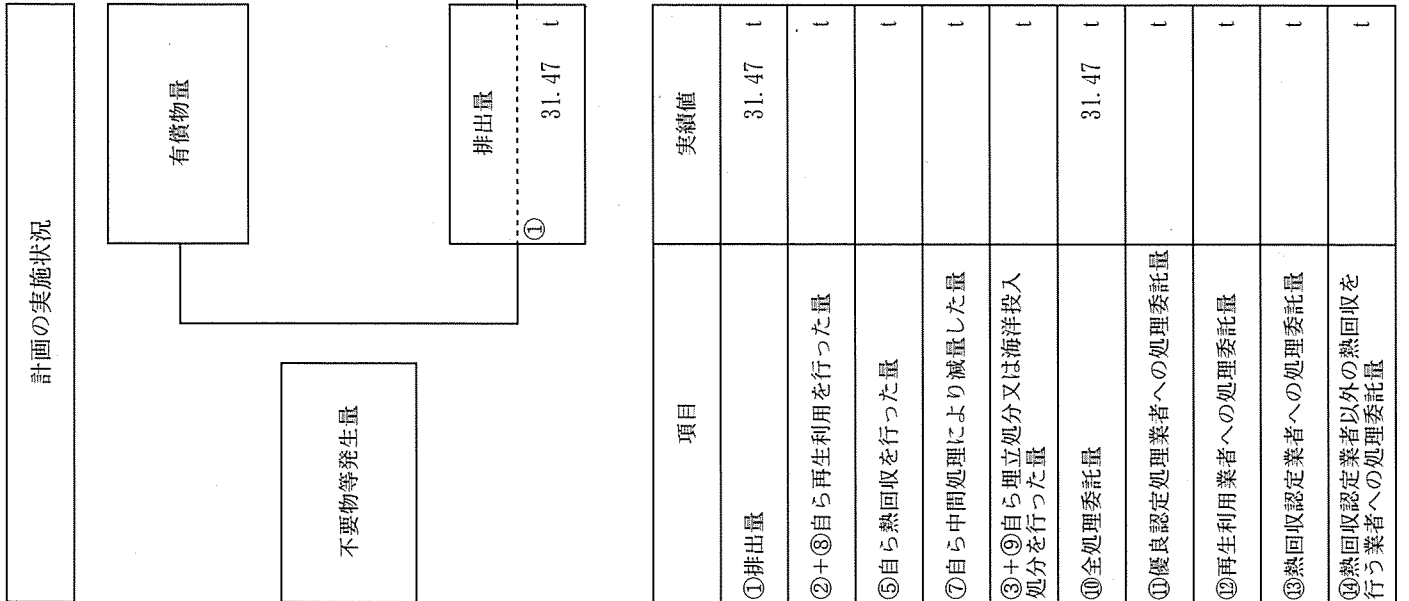 計画の実施状況
有償物量
不要物等発生量
排出量
① 31.47 t
項目 実績値
①排出量 31.47 t
②+⑧自ら再生利用を行った量 t
⑤自ら熱回収を行った量 t
⑦自ら中間処理により減量した量 t
③+⑨自ら埋立処分又は海洋投入
処分を行った量 t
⑩全処理委託量 31.47 t
⑪優良認定処理業者への処理委託量 t
⑫再生利用業者への処理委託量 t
⑬熱回収認定業者への処理委託量 t
⑭熱回収認定業者以外の熱回収を
行う業者への処理委託量 t